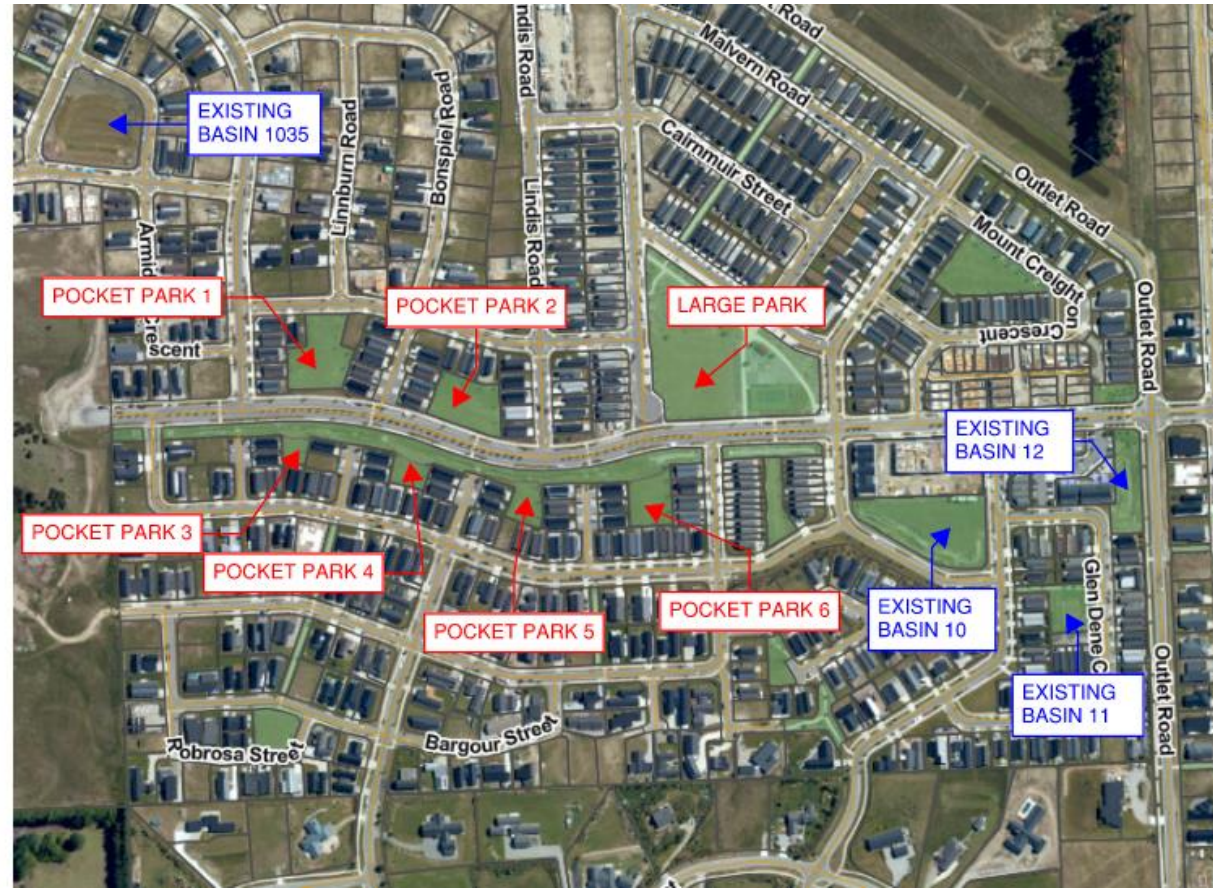 ndis Road
t Road
Malvern Road
Bonspiel Road
EXISTING
BASIN 1035
Linnburn Road
Lindis Road
Cairnmuir Street
Outlet Road
Mount Creighton
Crescent
Armid
Cre
scent
POCKET PARK 1
POCKET PARK 2
LARGE PARK
Outlet Road
EXISTING
BASIN 12
POCKET PARK 3
POCKET PARK 4
POCKET PARK 5
POCKET PARK 6
EXISTING
BASIN 10
Glen Dene C
EXISTING
BASIN 11
Outlet Road
Robrosa Street
Bargour Street